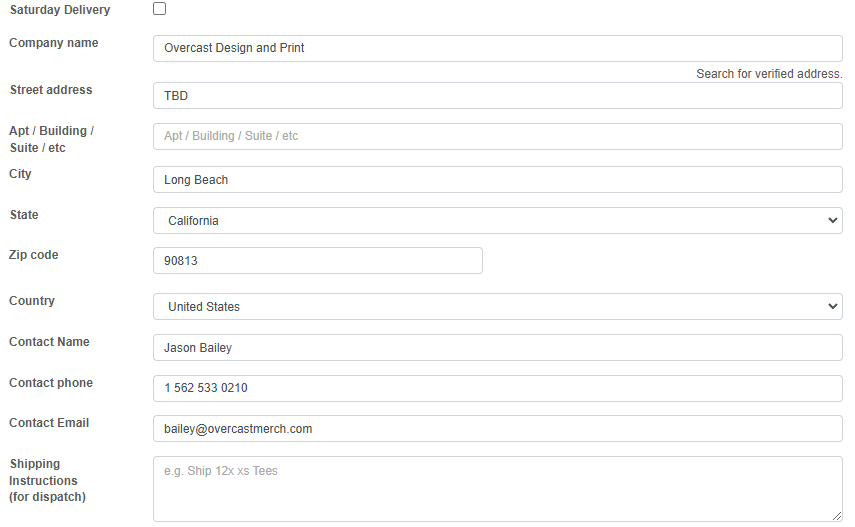 Saturday Delivery
Company name
Overcast Design and Print
Search for verified address.
Street address
TBD
Apt / Building /
Suite / etc
Apt / Building / Suite / etc
City
Long Beach
State
California
Zip code
90813
Country
United States
Contact Name
Jason Bailey
Contact phone
1 562 533 0210
Contact Email
bailey@overcastmerch.com
Shipping
Instructions
(for dispatch)
e.g. Ship 12x xs Tees